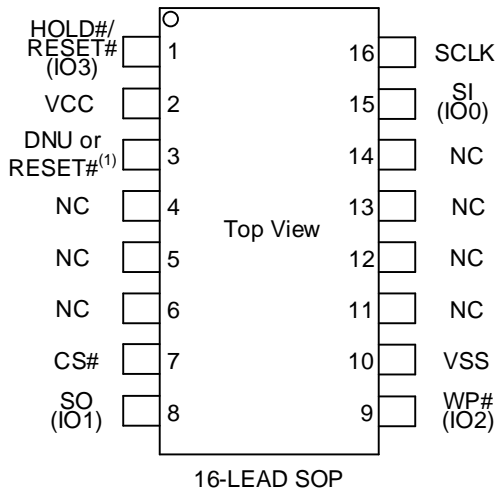 HOLD#/
RESET#
(IO3)
1
16
SCLK
VCC
2
15
SI
(IO0)
DNU or
RESET#(1)
3
14
NC
NC
4
13
NC
Top View
NC
5
12
NC
NC
6
11
NC
CS#
7
10
VSS
SO
(IO1)
8
9
WP#
(IO2)
16-LEAD SOP